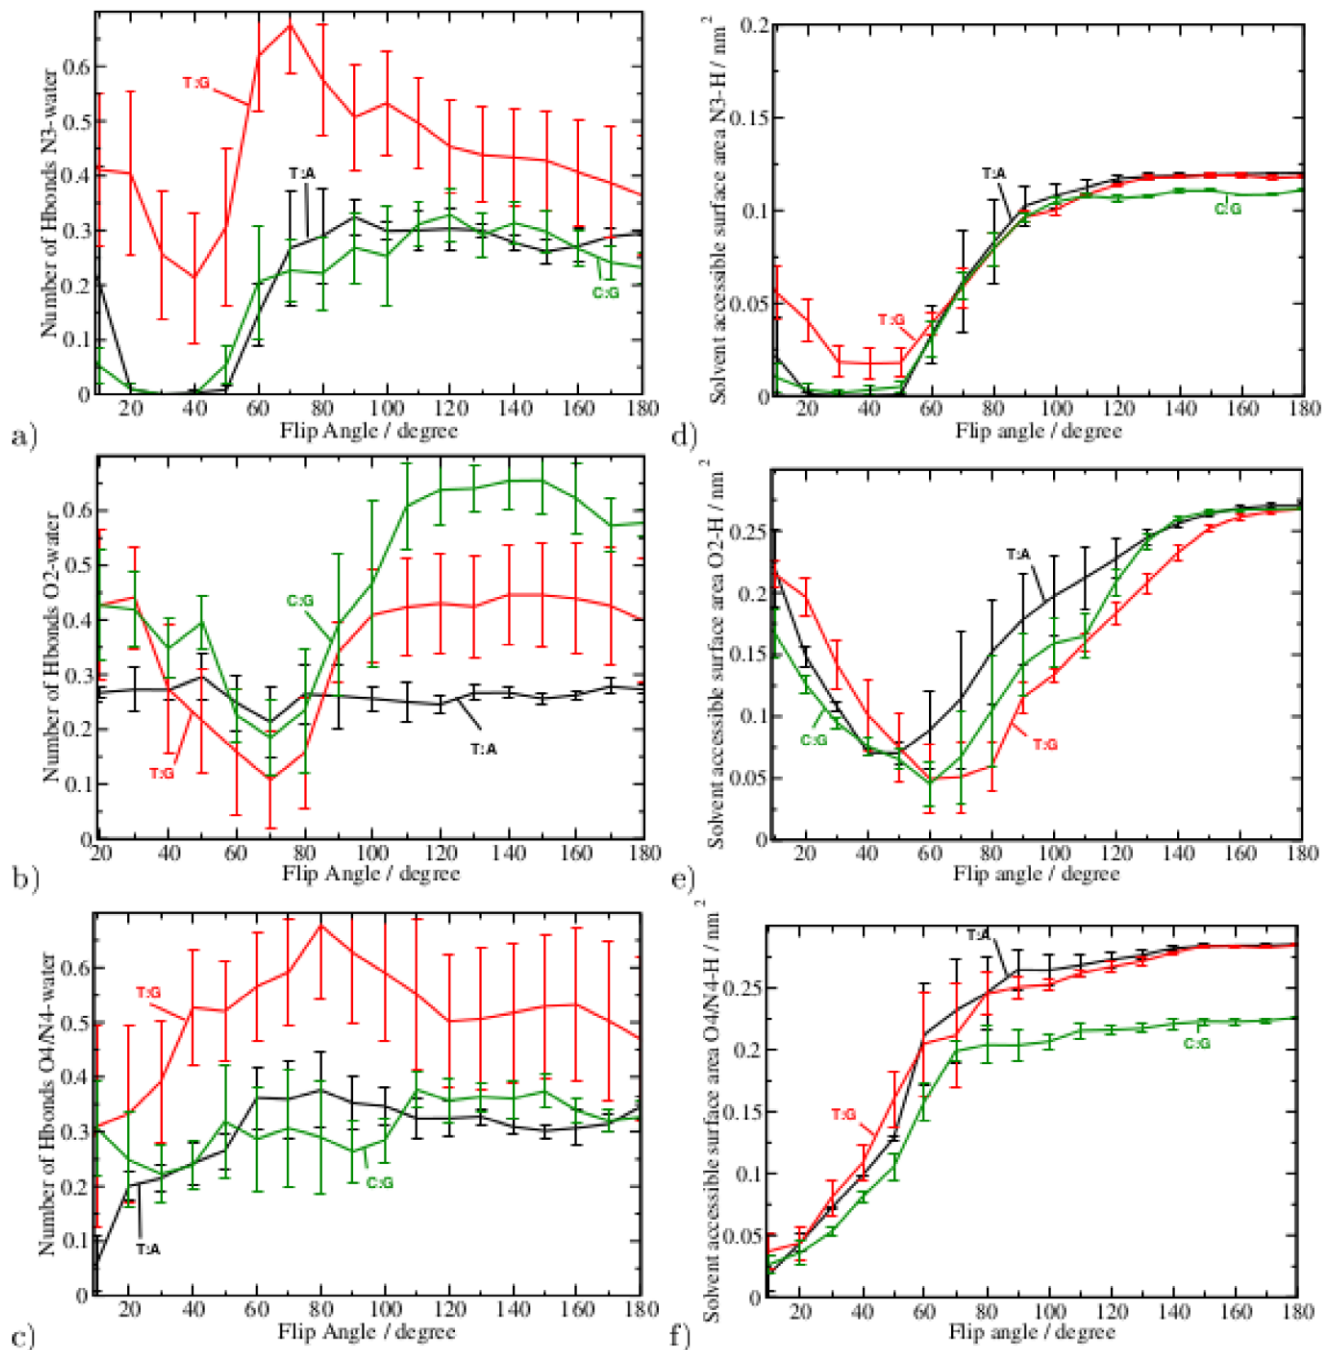 Number of Hbonds N3-water
0.6
0.5
0.4
0.3
0.2
0.1
0
T:G
T:A
C:G
20 40 60 80 100 120 140 160 180
Flip Angle / degree
a)
Solvent accessible surface area N3-H / nm²
0.2
0.15
0.1
0.05
0
T:A
C:G
T:G
20 40 60 80 100 120 140 160 180
Flip angle / degree
d)
Number of Hbonds O2-water
0.6
0.5
0.4
0.3
0.2
0.1
0
C:G
T:A
T:G
20 40 60 80 100 120 140 160 180
Flip Angle / degree
b)
Solvent accessible surface area O2-H / nm²
0.25
0.2
0.15
0.1
0.05
0
T:A
C:G
T:G
20 40 60 80 100 120 140 160 180
Flip angle / degree
e)
Number of Hbonds O4/N4-water
0.6
0.5
0.4
0.3
0.2
0.1
0
T:G
C:G
T:A
20 40 60 80 100 120 140 160 180
Flip Angle / degree
c)
Solvent accessible surface area O4/N4-H / nm²
0.25
0.2
0.15
0.1
0.05
0
T:A
C:G
T:G
20 40 60 80 100 120 140 160 180
Flip angle / degree
f)